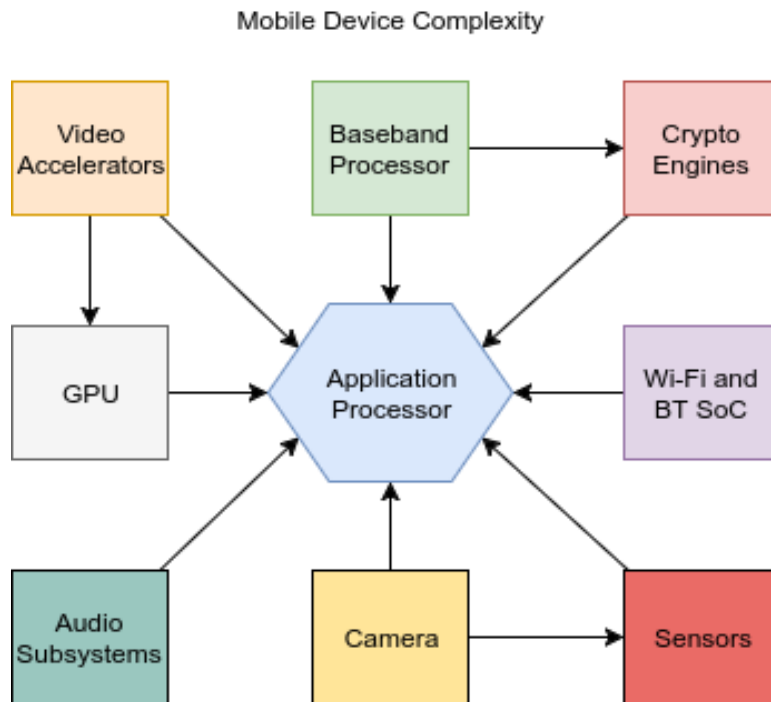 Mobile Device Complexity
Video
Accelerators
Baseband
Processor
Crypto
Engines
GPU
Application
Processor
Wi-Fi and
BT SoC
Audio
Subsystems
Camera
Sensors